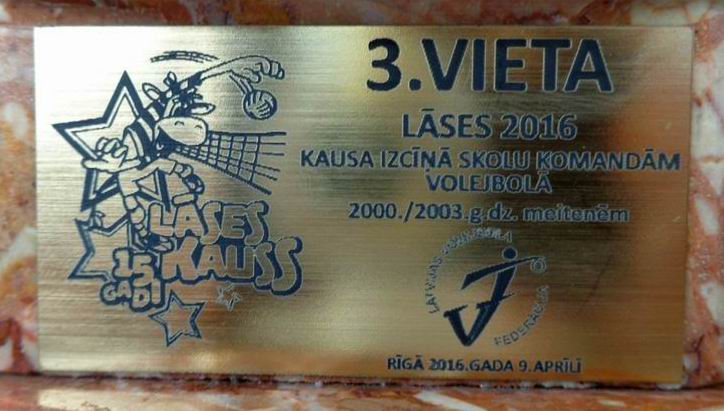 3.VIETA
LĀSES 2016
KAUSA IZCĪŅĀ SKOLU KOMANDĀM
VOLEJBOLĀ
2000./2003.g.dz. meitenēm
LĀSES
KAUSS
15
GADI
LATVIJAS VOLEJBOLA
FEDERĀCIJA
RĪGĀ 2016.GADA 9.APRĪLĪ